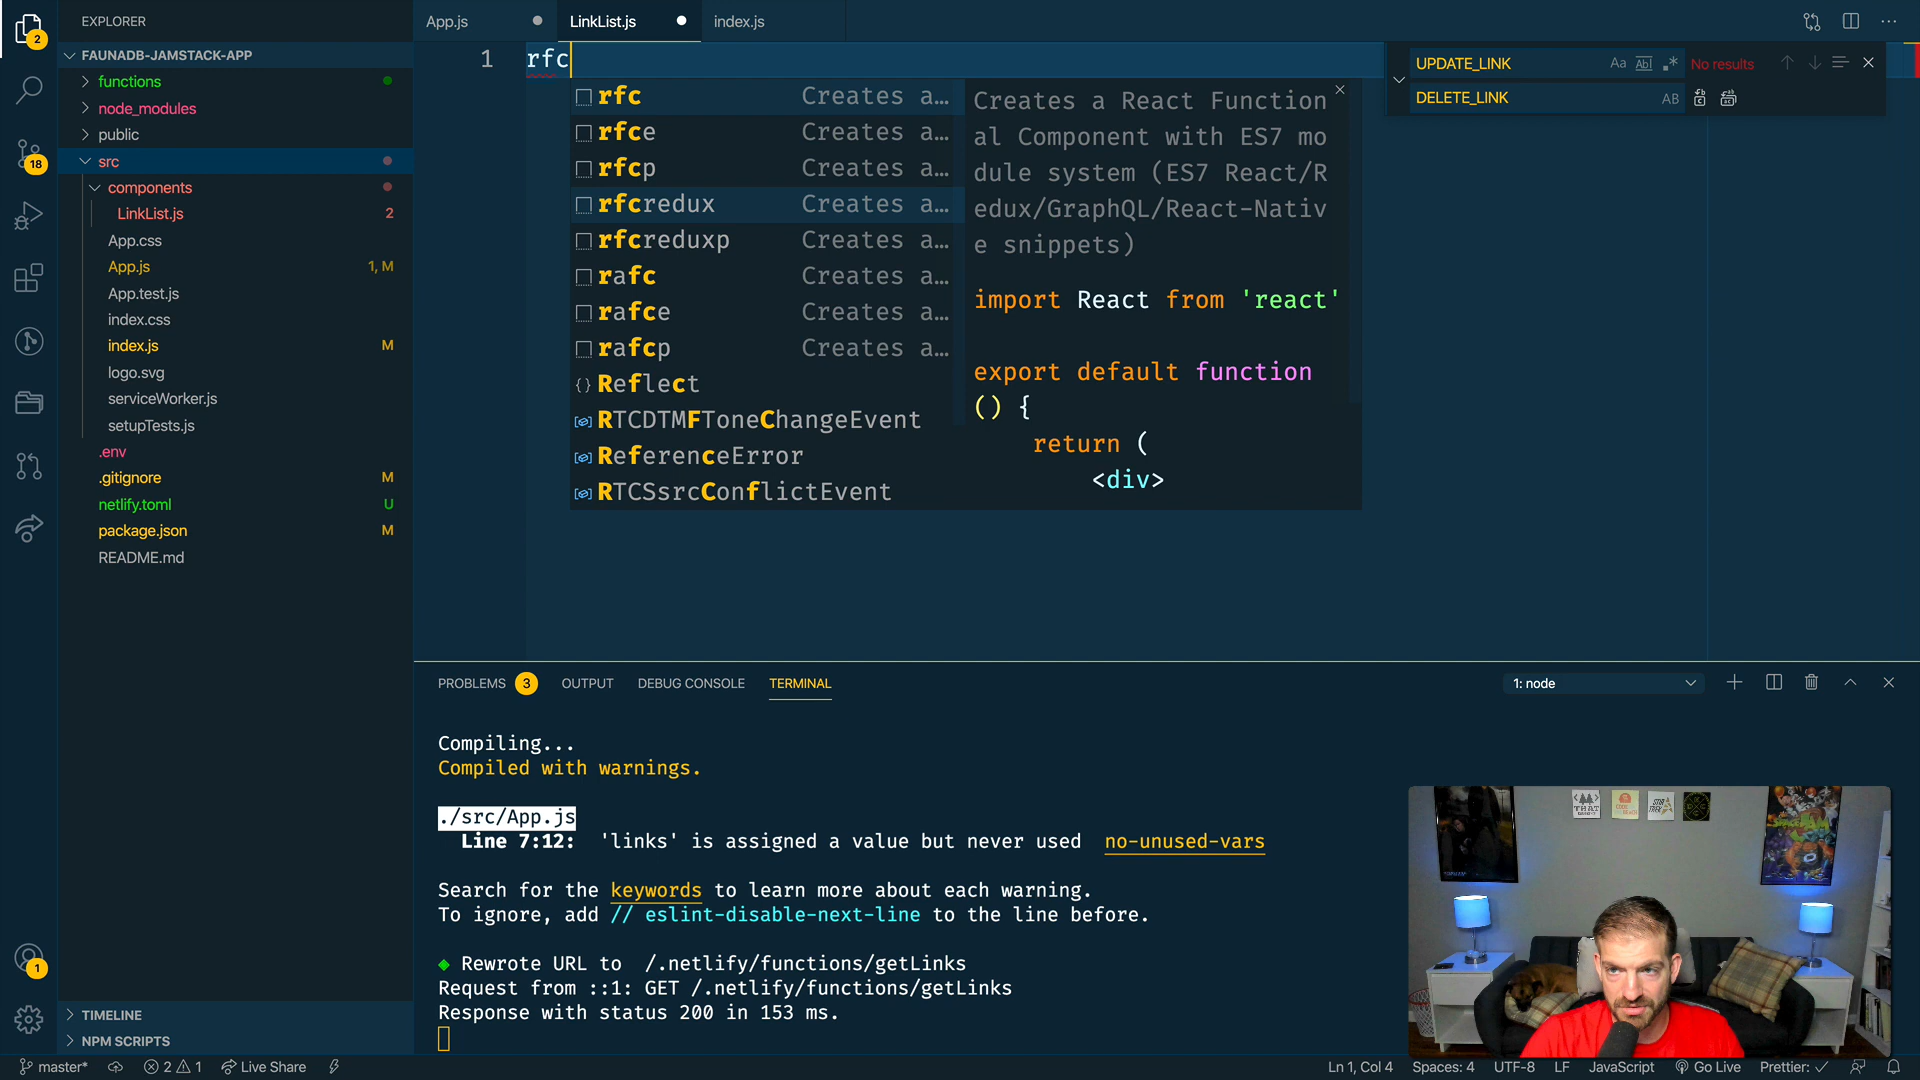 EXPLORER
FAUNADB-JAMSTACK-APP
functions
node_modules
public
src
components
LinkList.js 2
App.css
App.js 1, M
App.test.js
index.css
index.js M
logo.svg
serviceWorker.js
setupTests.js
.env
.gitignore M
netlify.toml U
package.json M
README.md
TIMELINE
NPM SCRIPTS
2
18
1
App.js
LinkList.js
index.js
1 rfc
rfc Creates a…
rfce Creates a…
rfcp Creates a…
rfcredux Creates a…
rfcreduxp Creates a…
rafc Creates a…
rafce Creates a…
rafcp Creates a…
{} Reflect
RTCDTMFToneChangeEvent
ReferenceError
RTCSsrcConflictEvent
Creates a React Function
al Component with ES7 mo
dule system (ES7 React/R
edux/GraphQL/React-Nativ
e snippets)
import React from 'react'
export default function
() {
return (
<div>
UPDATE_LINK Aa Abl .* No results
DELETE_LINK AB
PROBLEMS 3 OUTPUT DEBUG CONSOLE TERMINAL 1: node
Compiling...
Compiled with warnings.
./src/App.js
Line 7:12: 'links' is assigned a value but never used no-unused-vars
Search for the keywords to learn more about each warning.
To ignore, add // eslint-disable-next-line to the line before.
◆ Rewrote URL to /.netlify/functions/getLinks
Request from ::1: GET /.netlify/functions/getLinks
Response with status 200 in 153 ms.
THAT
STAR TREK
master* 2 1 Live Share Ln 1, Col 4 Spaces: 4 UTF-8 LF JavaScript Go Live Prettier: ✓